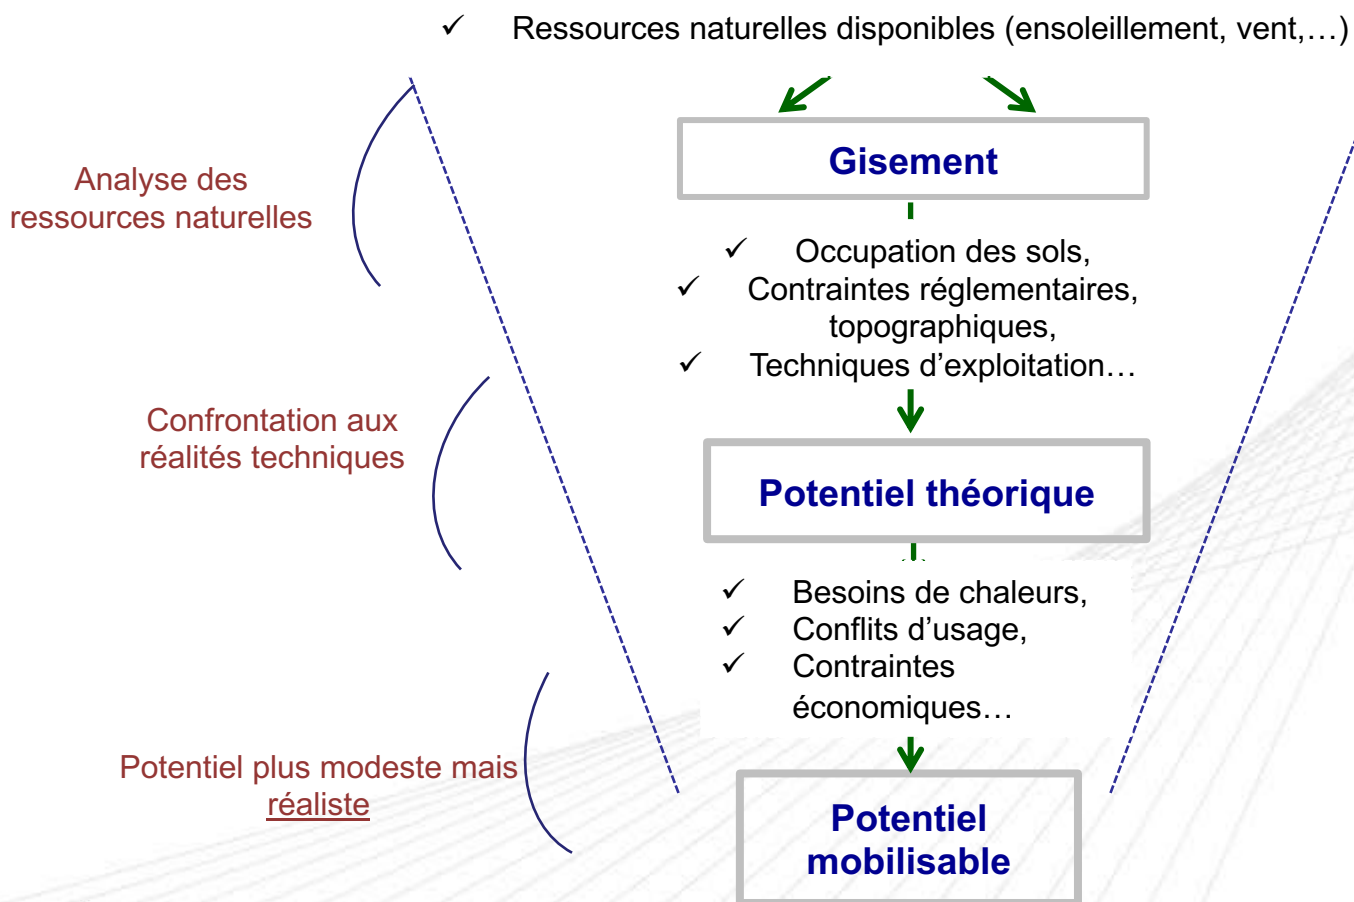 ✓ Ressources naturelles disponibles (ensoleillement, vent,…)
Gisement
Analyse des
ressources naturelles
✓ Occupation des sols,
✓ Contraintes réglementaires,
topographiques,
✓ Techniques d’exploitation…
Confrontation aux
réalités techniques
Potentiel théorique
✓ Besoins de chaleurs,
✓ Conflits d’usage,
✓ Contraintes
économiques…
Potentiel plus modeste mais
réaliste
Potentiel
mobilisable